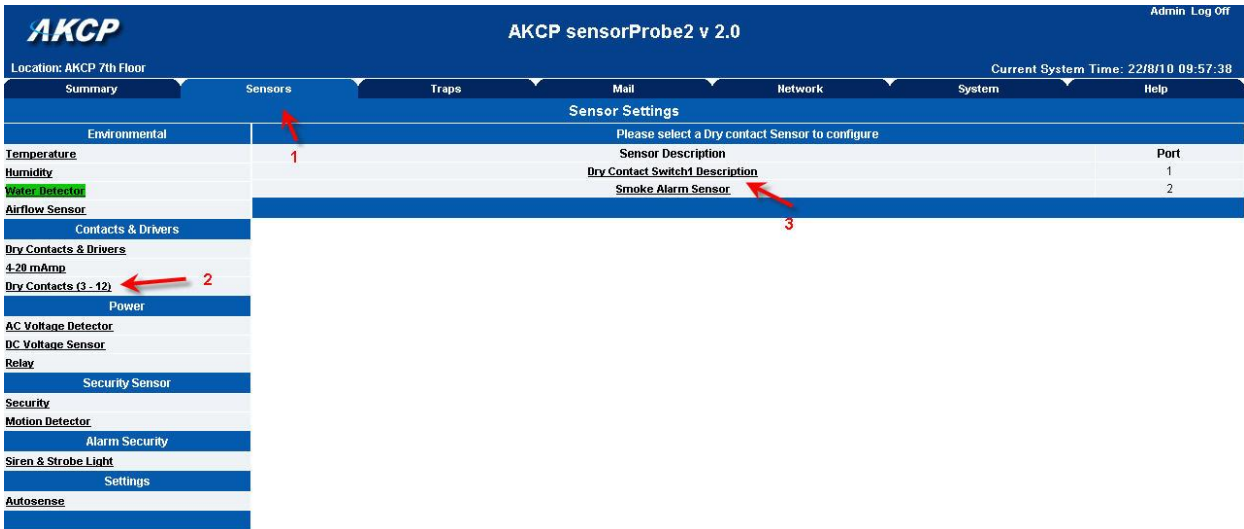 Admin Log Off
AKCP
AKCP sensorProbe2 v 2.0
Location: AKCP 7th Floor
Current System Time: 22/8/10 09:57:38
Summary Sensors Traps Mail Network System Help
Sensor Settings
Environmental
Please select a Dry contact Sensor to configure
Temperature
1
Sensor Description Port
Humidity
Dry Contact Switch1 Description 1
Water Detector
Smoke Alarm Sensor 2
Airflow Sensor
3
Contacts & Drivers
Dry Contacts & Drivers
4-20 mAmp
Dry Contacts (3 - 12)
2
Power
AC Voltage Detector
DC Voltage Sensor
Relay
Security Sensor
Security
Motion Detector
Alarm Security
Siren & Strobe Light
Settings
Autosense